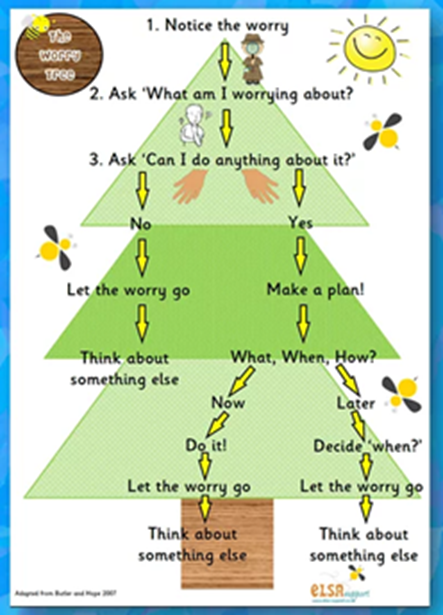 The
Worry
Tree
1. Notice the worry
2. Ask ‘What am I worrying about?
3. Ask ‘Can I do anything about it?’
No
Yes
Let the worry go
Make a plan!
Think about
something else
What, When, How?
Now
Later
Do it!
Decide ‘when?’
Let the worry go
Let the worry go
Think about
something else
Think about
something else
Adapted from Butler and Hope 2007
ELSA support